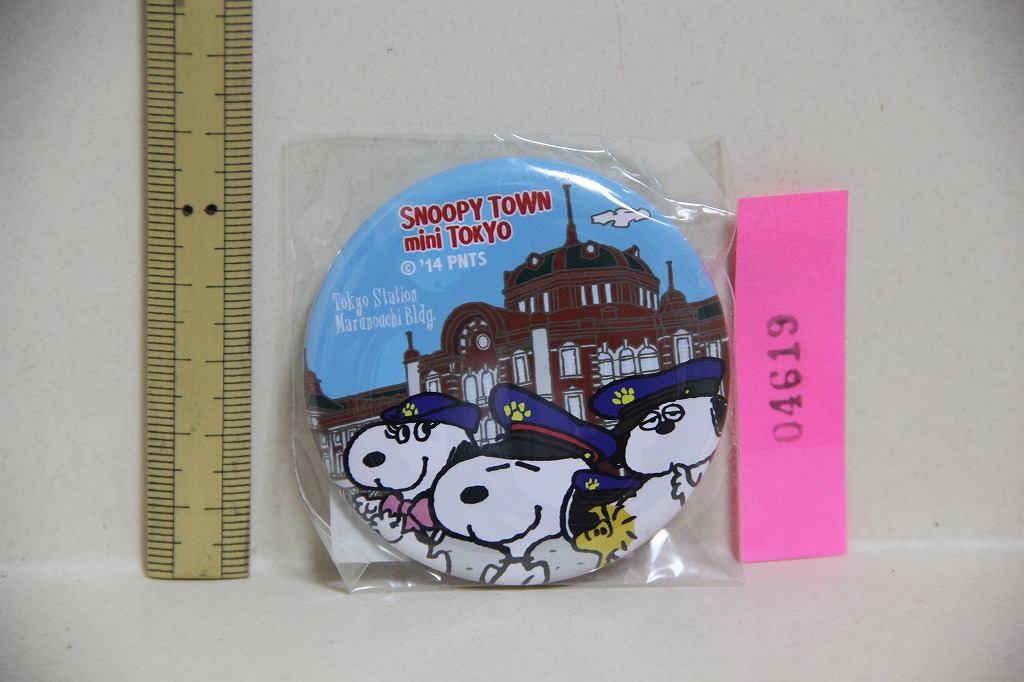 SNOOPY TOWN
mini TOKYO
© '14 PNTS
Tokyo Station
Marunouchi Bldg.
04619